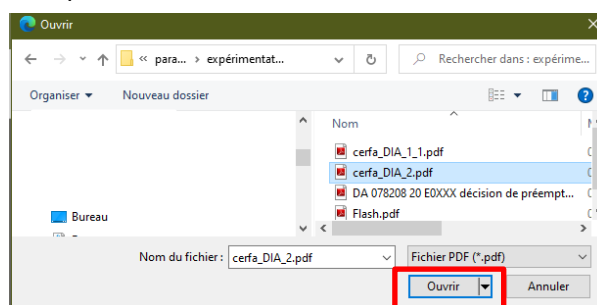 Ouvrir
« para... › expérimentat...
Rechercher dans : expérime...
Organiser
Nouveau dossier
Nom
cerfa_DIA_1_1.pdf
cerfa_DIA_2.pdf
DA 078208 20 E0XXX décision de préempt...
Flash.pdf
Bureau
Nom du fichier :
cerfa_DIA_2.pdf
Fichier PDF (*.pdf)
Ouvrir
Annuler